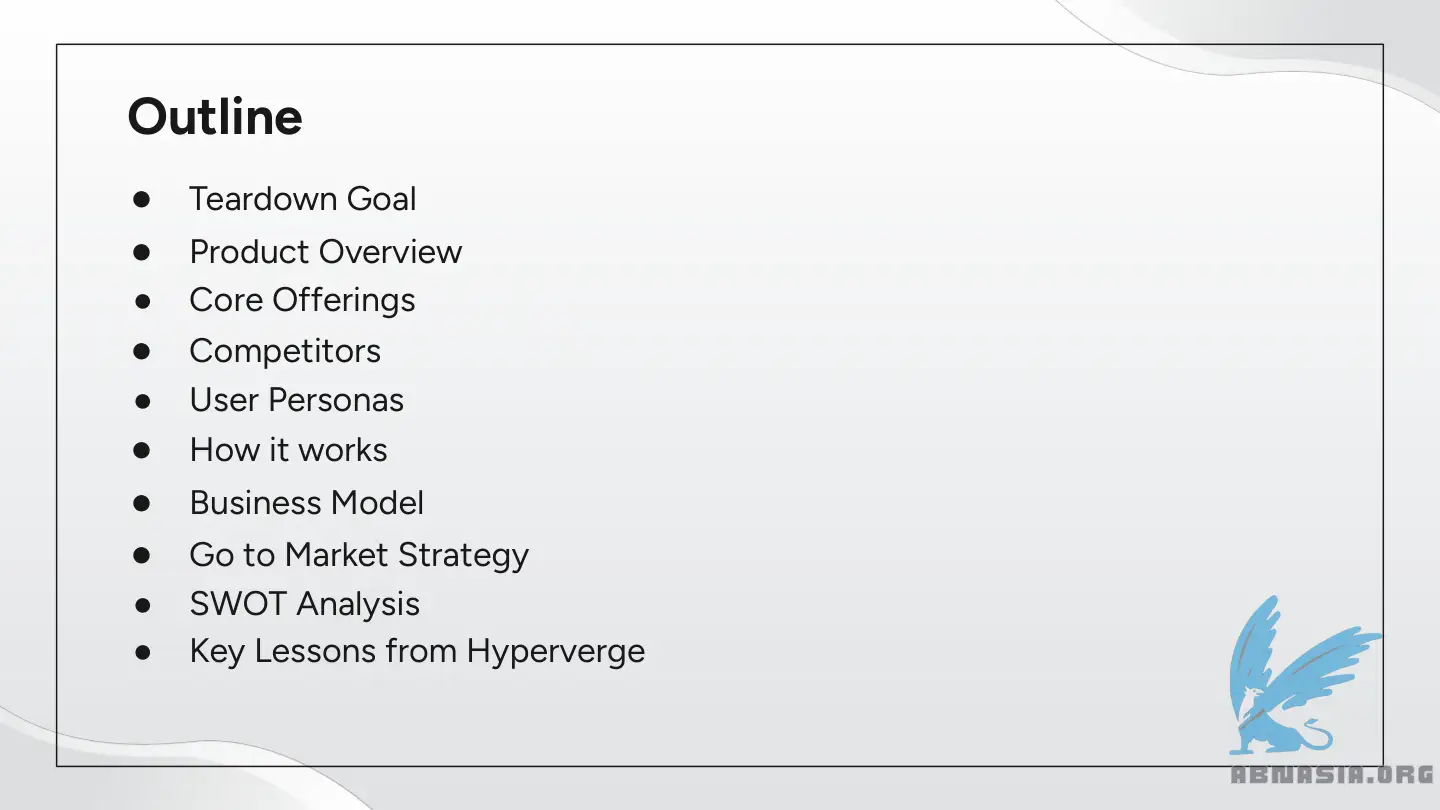 Outline
● Teardown Goal
● Product Overview
● Core Offerings
● Competitors
● User Personas
● How it works
● Business Model
● Go to Market Strategy
● SWOT Analysis
● Key Lessons from Hyperverge
ABNASIA.ORG